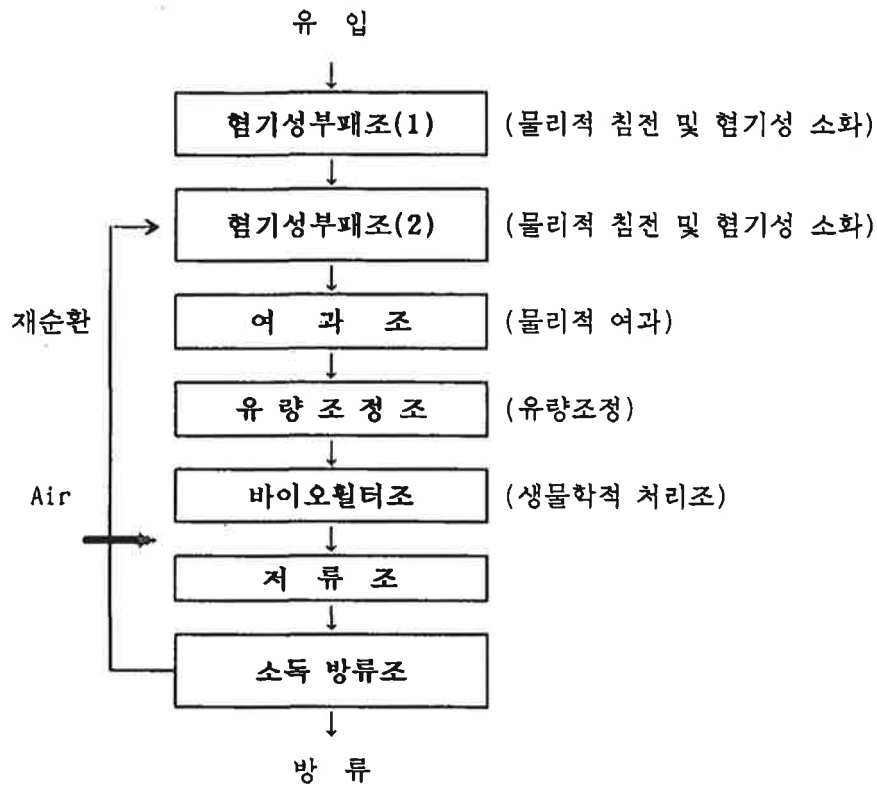 유 입
혐기성부패조(1) (물리적 침전 및 혐기성 소화)
혐기성부패조(2) (물리적 침전 및 혐기성 소화)
재순환 여 과 조 (물리적 여과)
유 량 조 정 조 (유량조정)
Air 바이오휠터조 (생물학적 처리조)
저 류 조
소독 방류조
방 류